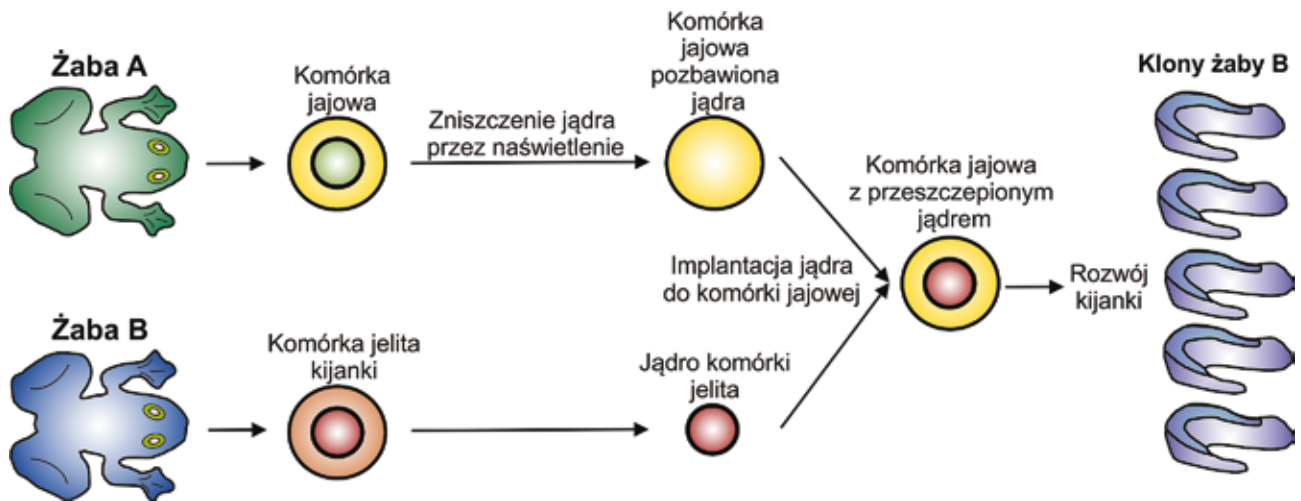 Żaba A
Komórka
jajowa
Zniszczenie jądra
przez naświetlenie
Komórka
jajowa
pozbawiona
jądra
Żaba B
Komórka jelita
kijanki
Jądro komórki
jelita
Implantacja jądra
do komórki jajowej
Komórka jajowa
z przeszczepionym
jądrem
Rozwój
kijanki
Klony żaby B